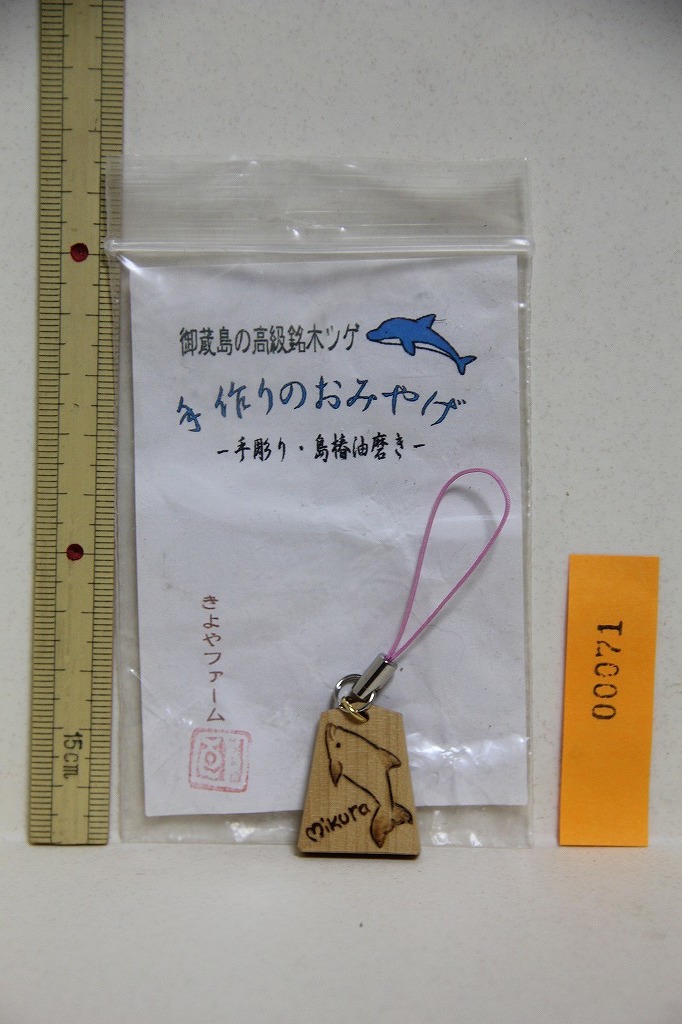 御蔵島の高級銘木ツゲ
手作りのおみやげ
-手彫り・島椿油磨き-
きよやファーム
Mikura
15cm
00071